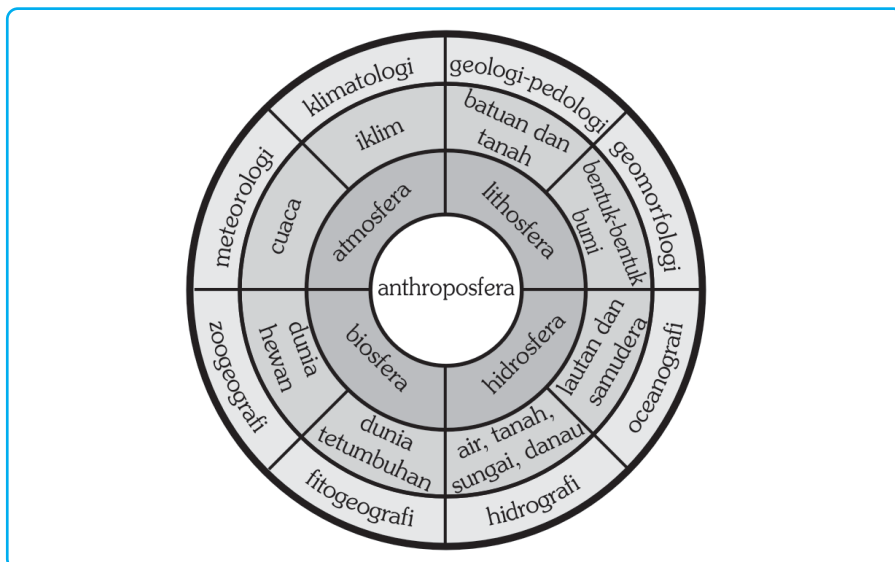 klimatologi
geologi-pedologi
geomorfologi
oceanografi
hidrografi
fitogeografi
zoogeografi
meteorologi
iklim
batuan dan
tanah
bentuk-bentuk
bumi
lautan dan
samudera
air, tanah,
sungai, danau
dunia
tetumbuhan
dunia
hewan
cuaca
atmosfera
lithosfera
hidrosfera
biosfera
anthroposfera